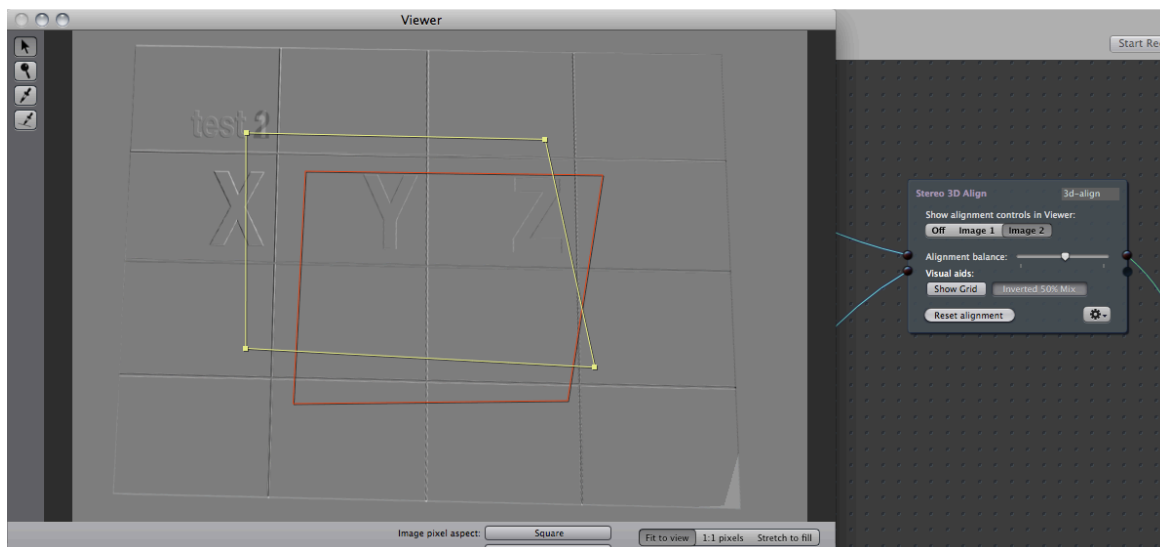 Viewer
Start Re
test 2
X Y Z
Stereo 3D Align 3d-align
Show alignment controls in Viewer:
Off Image 1 Image 2
Alignment balance:
Visual aids:
Show Grid Inverted 50% Mix
Reset alignment
Image pixel aspect: Square Fit to view 1:1 pixels Stretch to fill